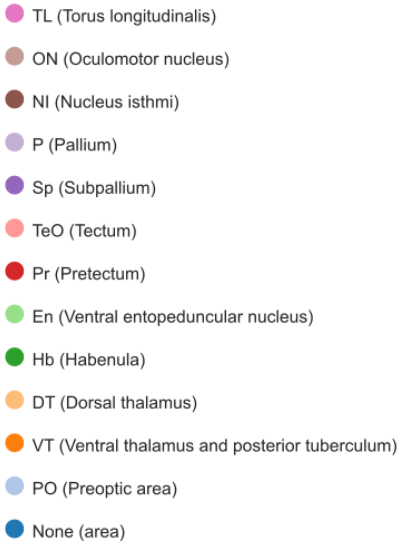 TL (Torus longitudinalis)
ON (Oculomotor nucleus)
NI (Nucleus isthmi)
P (Pallium)
Sp (Subpallium)
TeO (Tectum)
Pr (Pretectum)
En (Ventral entopeduncular nucleus)
Hb (Habenula)
DT (Dorsal thalamus)
VT (Ventral thalamus and posterior tuberculum)
PO (Preoptic area)
None (area)